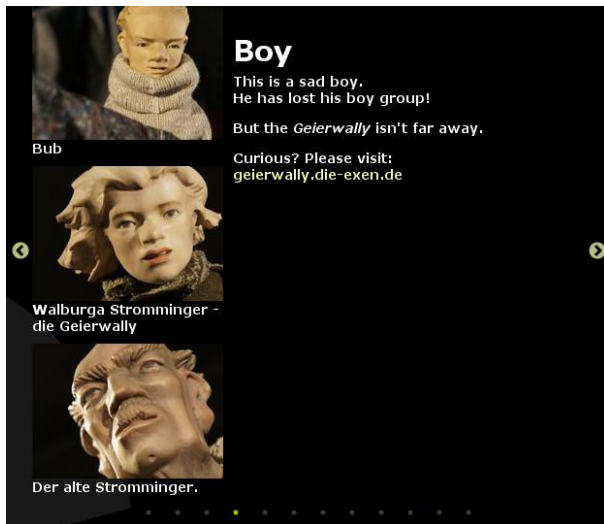 Boy
This is a sad boy.
He has lost his boy group!
But the Geierwally isn't far away.
Curious? Please visit:
geierwally.die-exen.de
Bub
Walburga Stromminger -
die Geierwally
Der alte Stromminger.